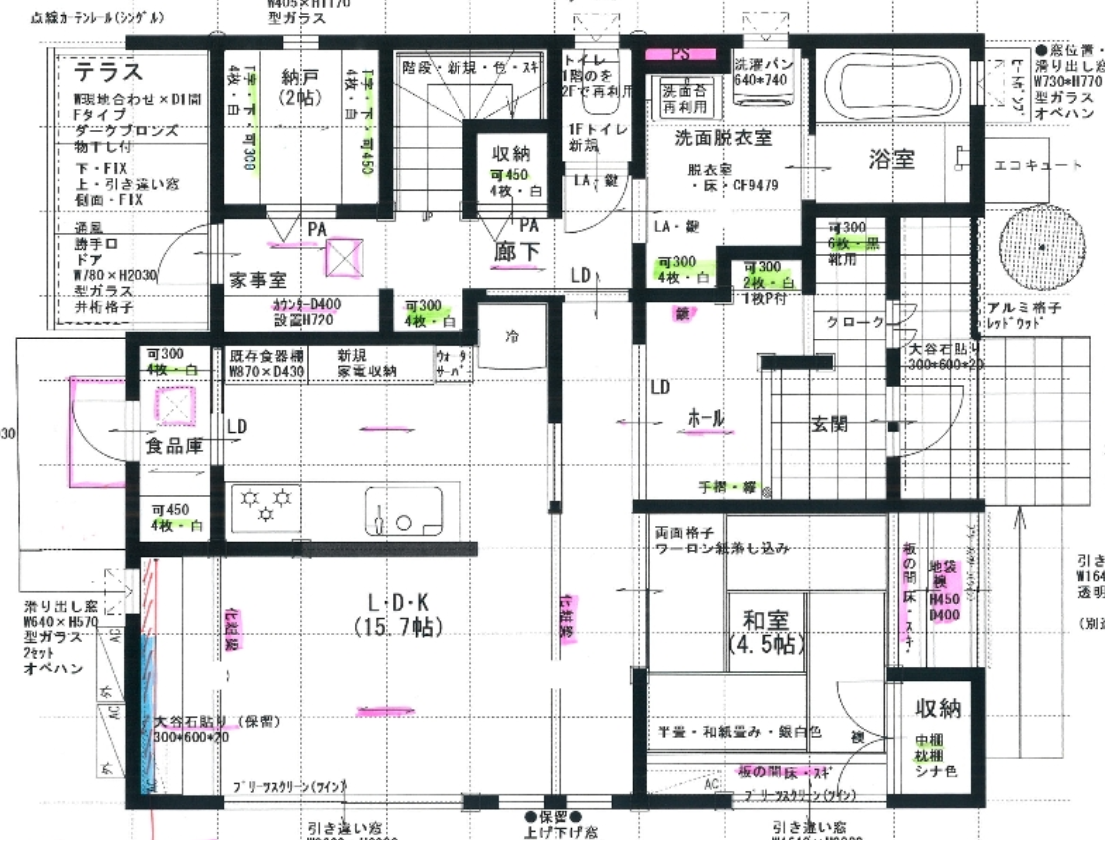 点線カーテンレール(シングル)
W405×H1170
型ガラス
テラス
W現地合わせ×D1間
Fタイプ
ダークブロンズ
物干し付
下・FIX
上・引き違い窓
側面・FIX
通風
勝手口
ドア
W780×H2030
型ガラス
井桁格子
T字・下・可300
4枚・白
納戸
(2帖)
T字・下・可450
4枚・白
階段・新規・色・スギ
UP
収納
可450
4枚・白
トイレ
1階のを
2Fで再利用
1Fトイレ
新規
LA・鍵
PS
洗面台
再利用
洗濯パン
640*740
洗面脱衣室
脱衣室
・床・CF9479
LA・鍵
可300
4枚・白
浴室
●窓位置・
滑り出し窓
W730*H770
型ガラス
オペハン
エコキュート
アルミ格子
レッドウッド
PA
家事室
カウンターD400
設置H720
PA
廊下
LD
可300
4枚・白
可300
2枚・白
1枚P付
可300
6枚・黒
靴用
クローク
大谷石貼り
300*600*20
冷
可300
4枚・白
既存食器棚
W870×D430
新規
家電収納
ウォータ
サーバ
LD
食品庫
可450
4枚・白
LD
ホール
玄関
手摺・縦
両面格子
ワーロン紙落し込み
L・D・K
(15.7帖)
化粧梁
化粧梁
和室
(4.5帖)
板の間 床・スギ
地袋
襖
H450
D400
滑り出し窓
W640×H570
型ガラス
2セット
オペハン
AC
外
AC
外
大谷石貼り(保留)
300*600*20
半畳・和紙畳み・銀白色
襖
収納
中棚
枕棚
シナ色
板の間 床・スギ
AC
プリーツスクリーン(ツイン)
プリーツスクリーン(ツイン)
引き違い窓
●保留●
上げ下げ窓
引き違い窓
引き
W164
透明